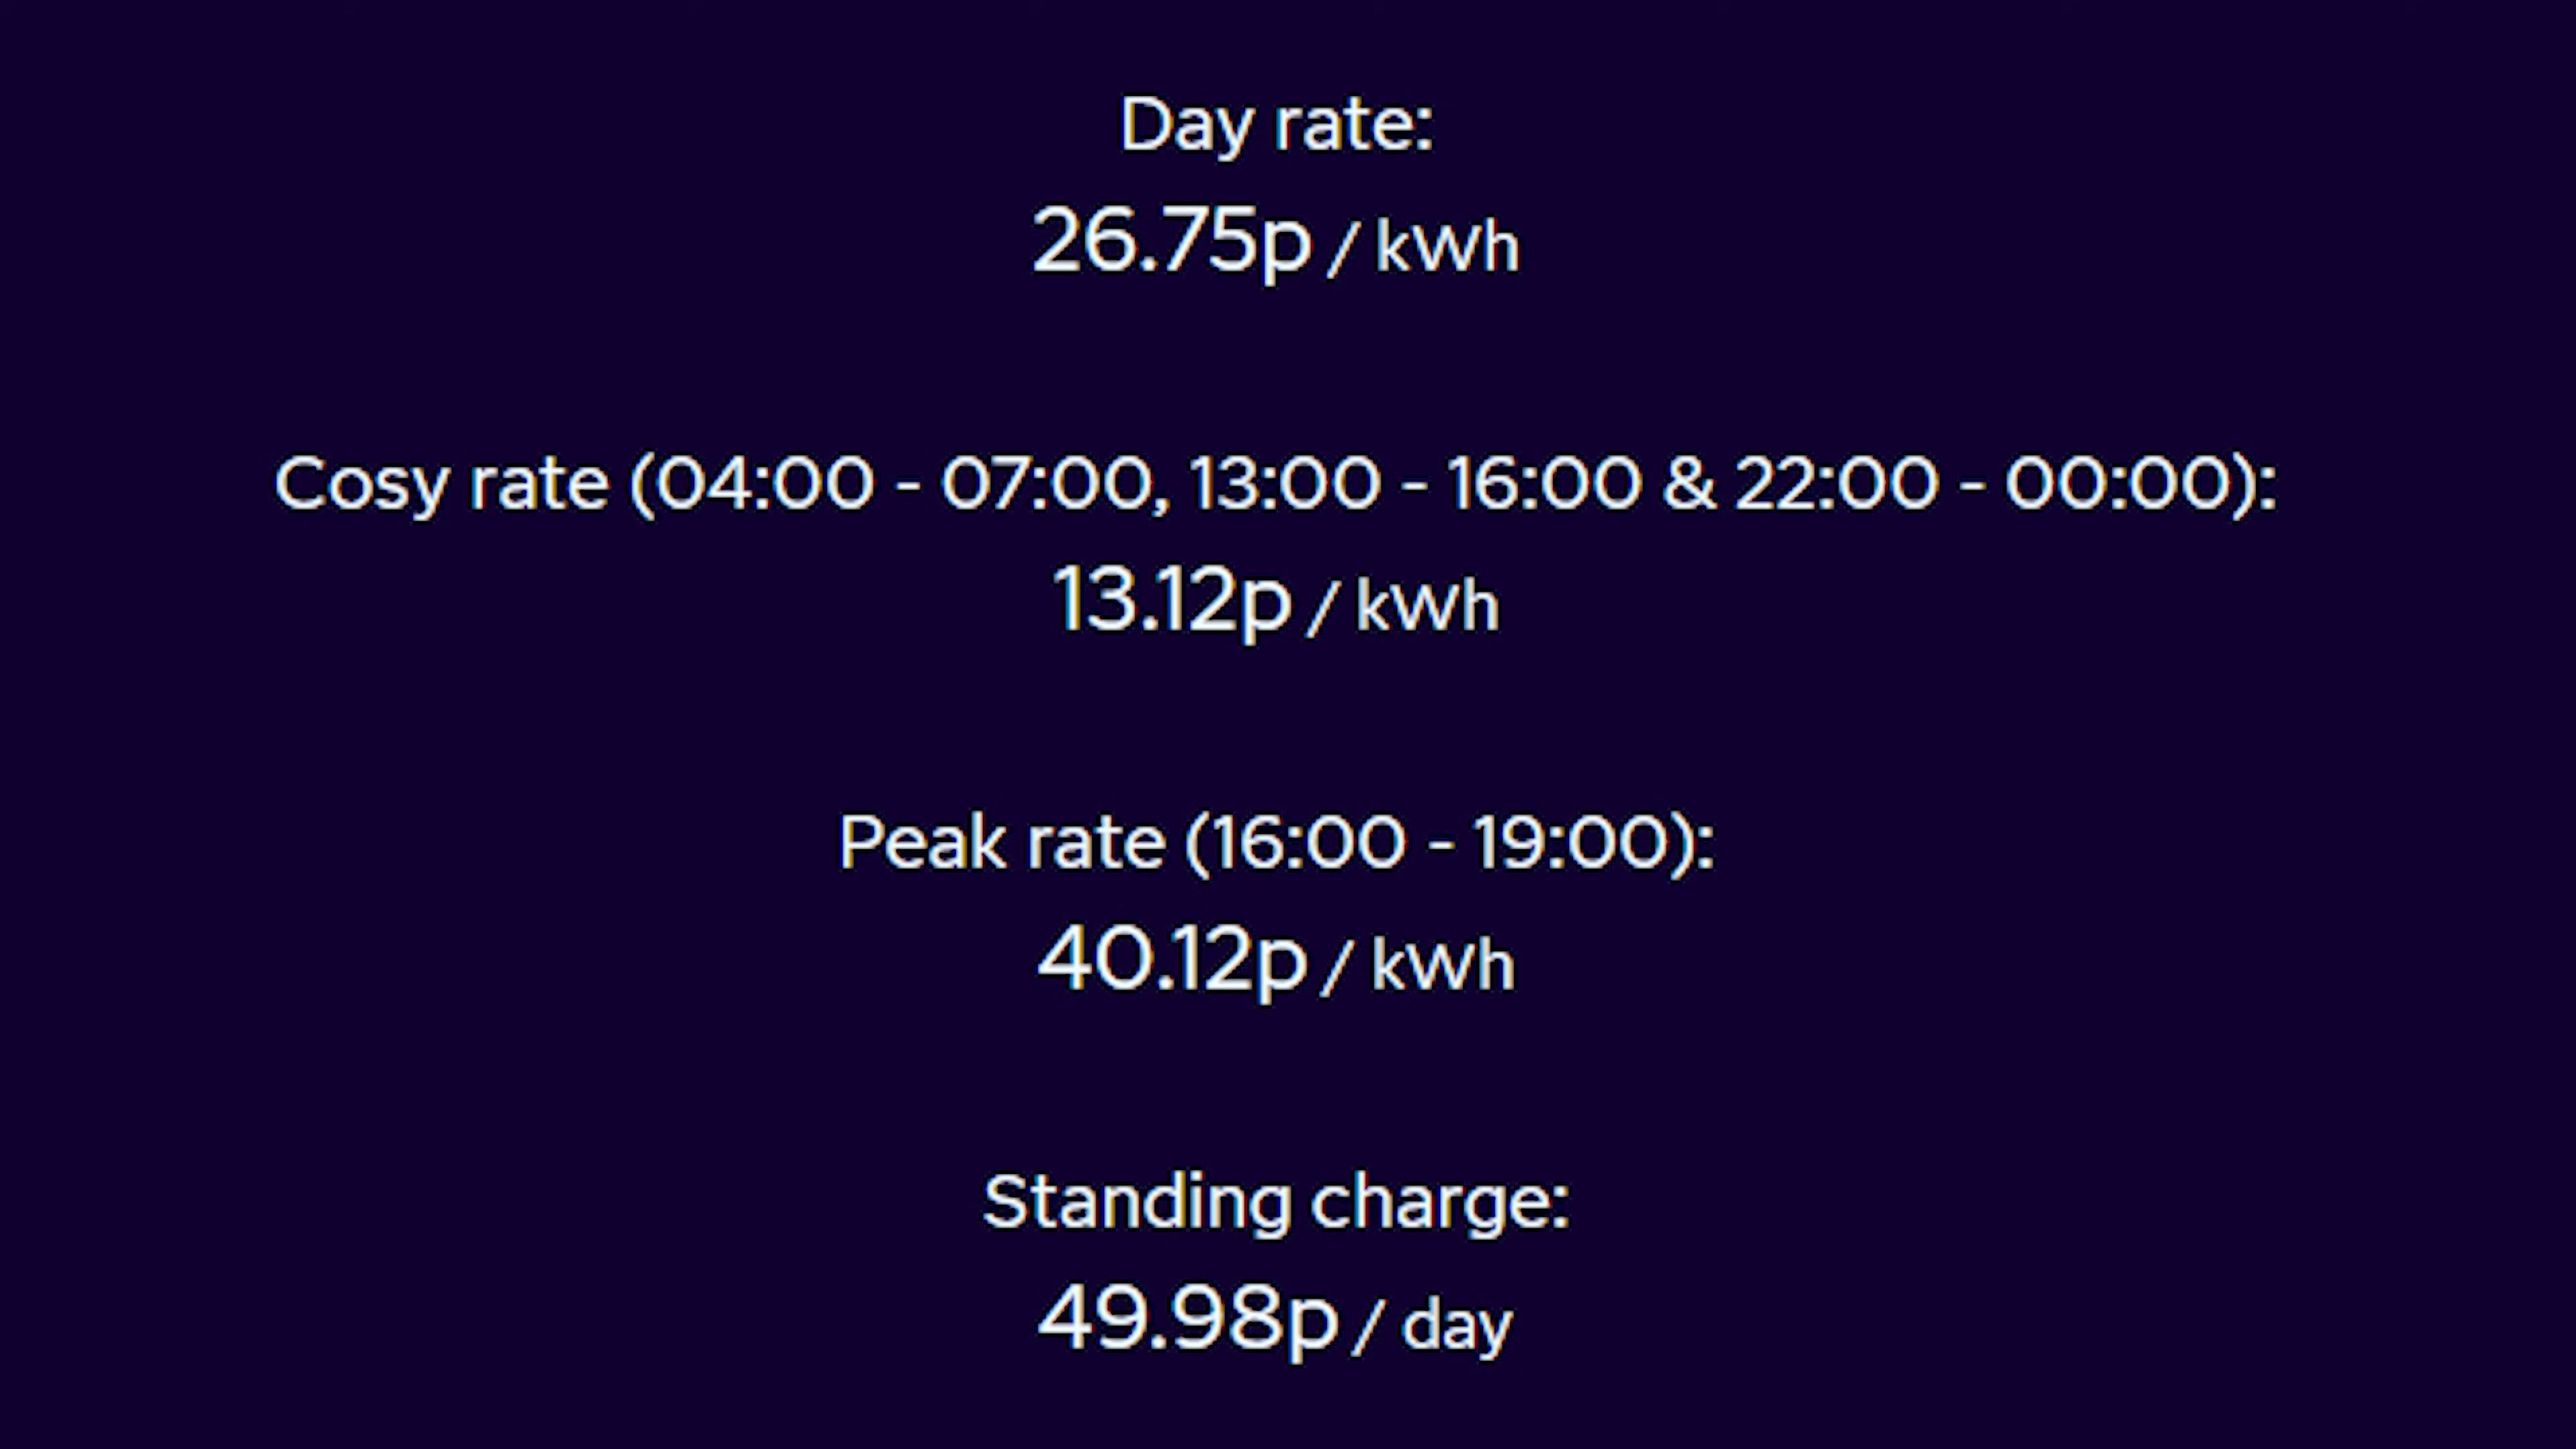 Day rate:
26.75p / kWh
Cosy rate (04:00 - 07:00, 13:00 - 16:00 & 22:00 - 00:00):
13.12p / kWh
Peak rate (16:00 - 19:00):
40.12p / kWh
Standing charge:
49.98p / day